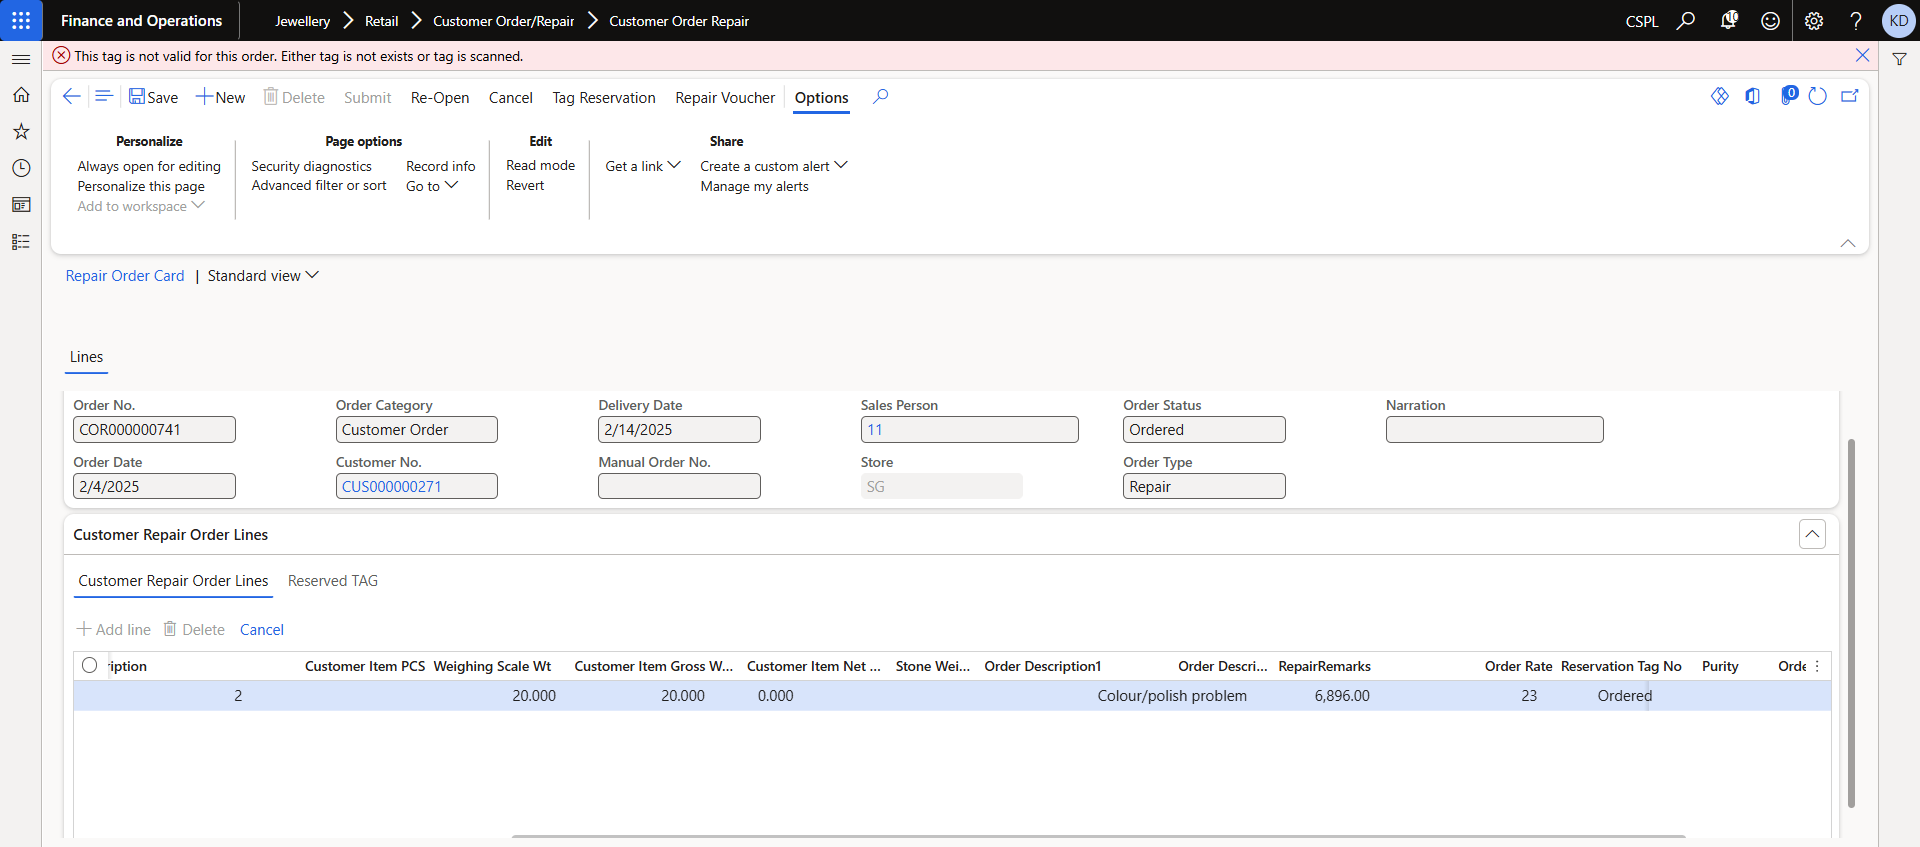 Finance and Operations
Jewellery > Retail > Customer Order/Repair > Customer Order Repair
CSPL
10
KD
This tag is not valid for this order. Either tag is not exists or tag is scanned.
Save New Delete Submit Re-Open Cancel Tag Reservation Repair Voucher Options
0
Personalize
Always open for editing
Personalize this page
Add to workspace
Page options
Security diagnostics Record info
Advanced filter or sort Go to
Edit
Read mode
Revert
Share
Get a link Create a custom alert
Manage my alerts
Repair Order Card | Standard view
Lines
Order No. Order Category Delivery Date Sales Person Order Status Narration
COR000000741 Customer Order 2/14/2025 11 Ordered
Order Date Customer No. Manual Order No. Store Order Type
2/4/2025 CUS000000271 SG Repair
Customer Repair Order Lines
Customer Repair Order Lines Reserved TAG
Add line Delete Cancel
ription Customer Item PCS Weighing Scale Wt Customer Item Gross W... Customer Item Net ... Stone Wei... Order Description1 Order Descri... RepairRemarks Order Rate Reservation Tag No Purity Orde
2 20.000 20.000 0.000 Colour/polish problem 6,896.00 23 Ordered